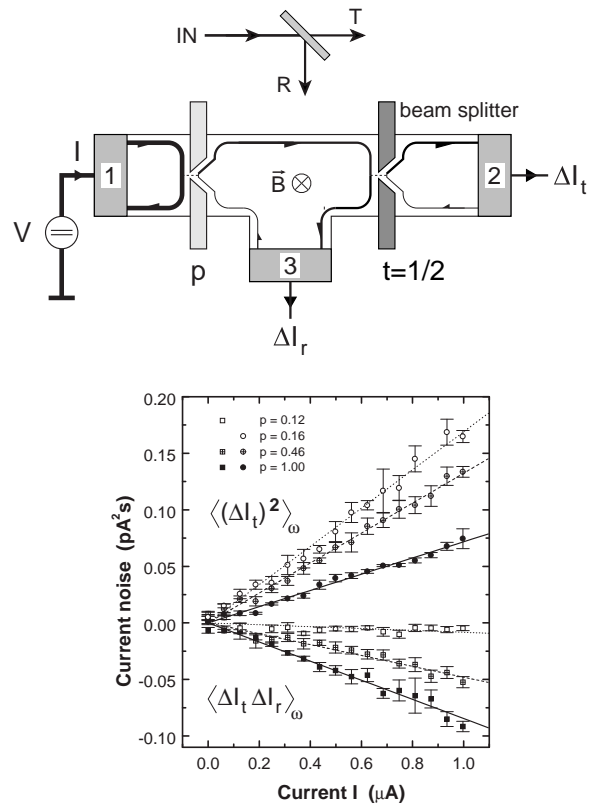 IN
T
R
beam splitter
I
1
B⃗ ⊗
2
ΔI_t
V
p
3
t=1/2
ΔI_r
0.20
p = 0.12
p = 0.16
0.15
p = 0.46
p = 1.00
⟨(ΔI_t)²⟩_ω
0.10
0.05
Current noise (pA²s)
0.00
-0.05
⟨ΔI_t ΔI_r⟩_ω
-0.10
0.0 0.2 0.4 0.6 0.8 1.0
Current I (μA)